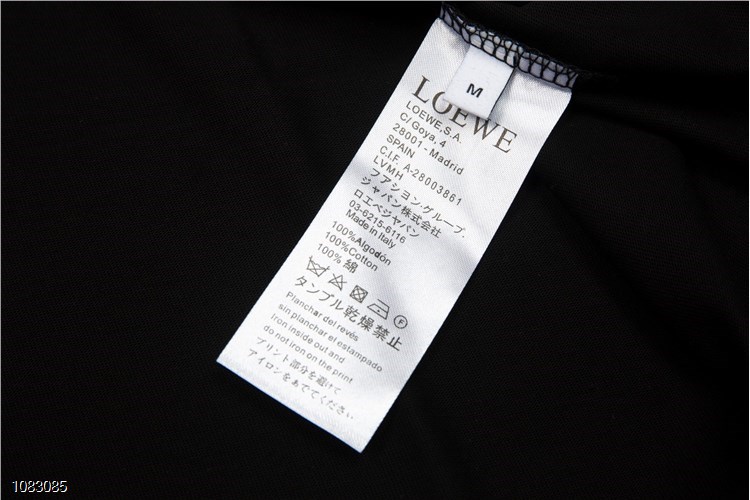 M
LOEWE
LOEWE,S.A.
C/ Goya, 4
28001 - Madrid
SPAIN
C.I.F. A-28003861
LVMH
ファション·グループ.
ジャパン株式会社
ロエベジャパン
03-6215-6116
Made in Italy
100%Algodón
100%Cotton
100% 綿
F
タンブル乾燥禁止
Planchar del revés
sin planchar el estampado
Iron inside out and
do not iron on the print
プリント部分を避けて
アイロンをあでてください
1083085